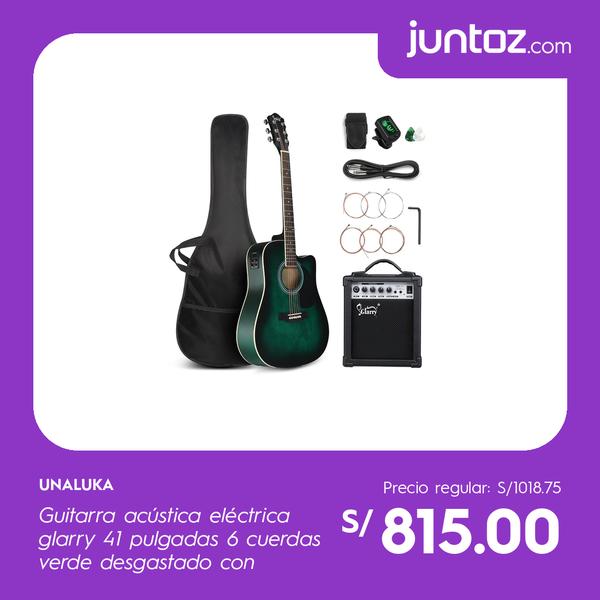 juntoz.com
Glarry
UNALUKA
Guitarra acústica eléctrica
glarry 41 pulgadas 6 cuerdas
verde desgastado con
Precio regular: S/1018.75
S/ 815.00